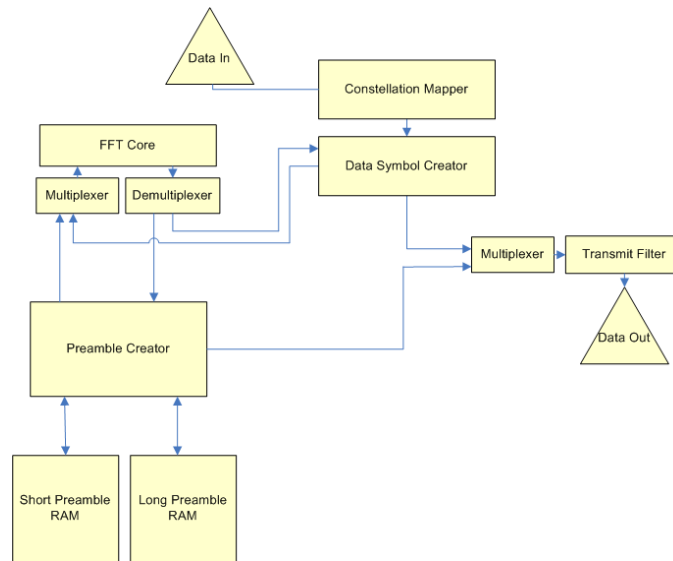 Data In
Constellation Mapper
FFT Core
Data Symbol Creator
Multiplexer
Demultiplexer
Multiplexer
Transmit Filter
Preamble Creator
Data Out
Short Preamble
RAM
Long Preamble
RAM